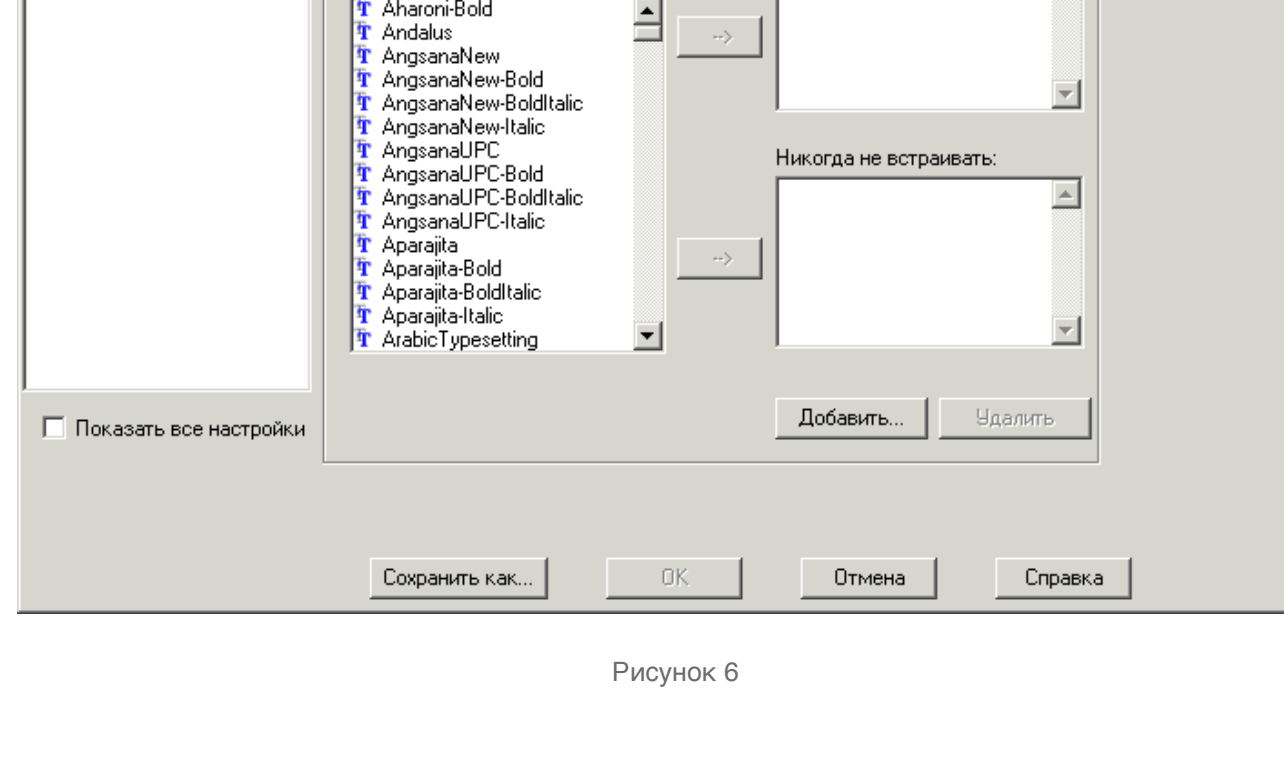 Aharoni-Bold
Andalus
AngsanaNew
AngsanaNew-Bold
AngsanaNew-BoldItalic
AngsanaNew-Italic
AngsanaUPC
AngsanaUPC-Bold
AngsanaUPC-BoldItalic
AngsanaUPC-Italic
Aparajita
Aparajita-Bold
Aparajita-BoldItalic
Aparajita-Italic
ArabicTypesetting
-->
Никогда не встраивать:
-->
Добавить... Удалить
Показать все настройки
Сохранить как... OK Отмена Справка
Рисунок 6